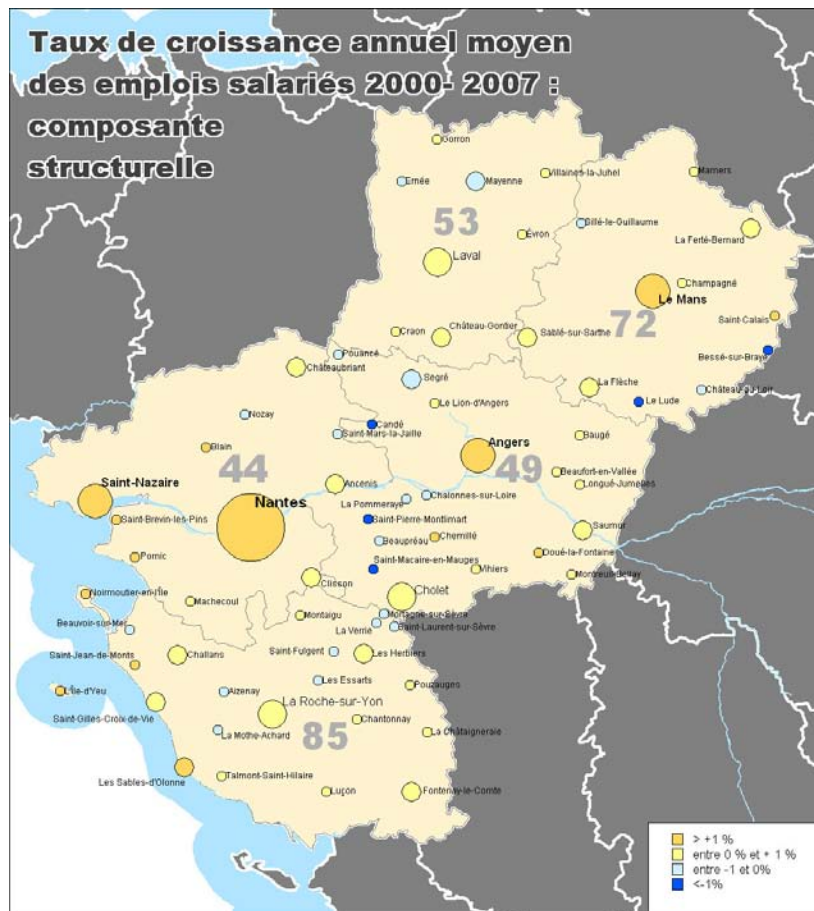 Taux de croissance annuel moyen
des emplois salariés 2000- 2007 :
composante
structurelle
Gorron
Ernée
Mayenne
Villaines-la-Juhel
Mamers
53
Sillé-le-Guillaume
Évron
La Ferté-Bernard
Laval
Champagné
Le Mans
72
Saint-Calais
Craon
Château-Gontier
Sablé-sur-Sarthe
Pouancé
Bessé-sur-Braye
Châteaubriant
Segré
La Flèche
Château-du-Loir
Le Lude
Le Lion-d'Angers
Nozay
Candé
Saint-Mars-la-Jaille
Baugé
Blain
Angers
44
49
Beaufort-en-Vallée
Longué-Jumelles
Saint-Nazaire
Ancenis
La Pommeraye
Chalonnes-sur-Loire
Nantes
Saint-Brévin-les-Pins
Saint-Pierre-Montlimart
Saumur
Beaupréau
Chemillé
Doué-la-Fontaine
Pornic
Saint-Macaire-en-Mauges
Vihiers
Montreuil-Bellay
Clisson
Noirmoutier-en-l'Île
Machecoul
Cholet
Montaigu
Mortagne-sur-Sèvre
Beauvoir-sur-Mer
La Verrie
Saint-Laurent-sur-Sèvre
Saint-Jean-de-Monts
Challans
Saint-Fulgent
Les Herbiers
L'Île-d'Yeu
Aizenay
Les Essarts
Pouzauges
La Roche-sur-Yon
Saint-Gilles-Croix-de-Vie
Chantonnay
La Mothe-Achard
85
La Châtaigneraie
Les Sables-d'Olonne
Talmont-Saint-Hilaire
Luçon
Fontenay-le-Comte
> +1 %
entre 0 % et + 1 %
entre -1 et 0%
<-1%